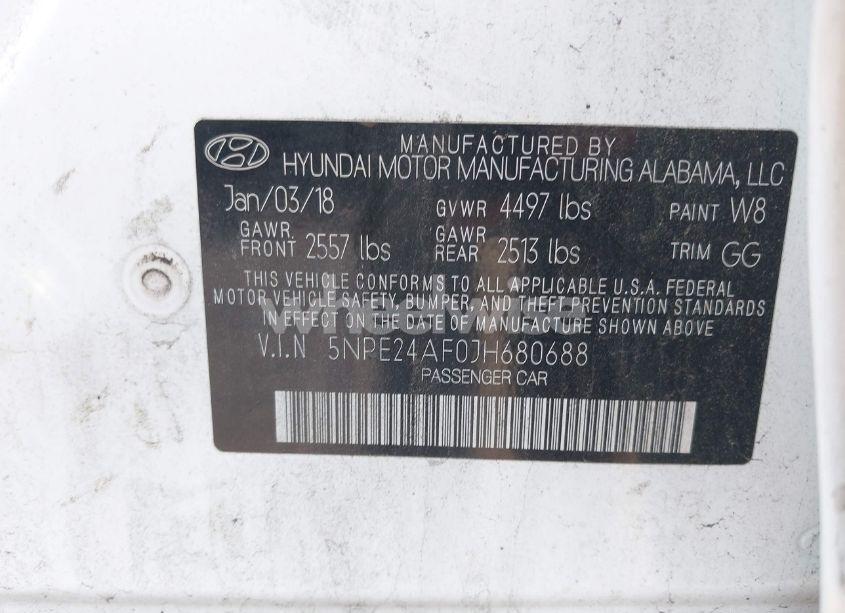 MANUFACTURED BY
HYUNDAI MOTOR MANUFACTURING ALABAMA, LLC
Jan/03/18 GVWR 4497 lbs PAINT W8
GAWR. FRONT 2557 lbs GAWR REAR 2513 lbs TRIM GG
THIS VEHICLE CONFORMS TO ALL APPLICABLE U.S.A. FEDERAL
MOTOR VEHICLE SAFETY, BUMPER, AND THEFT PREVENTION STANDARDS
IN EFFECT ON THE DATE OF MANUFACTURE SHOWN ABOVE
V.I.N 5NPE24AF0JH680688
PASSENGER CAR
wheelwise